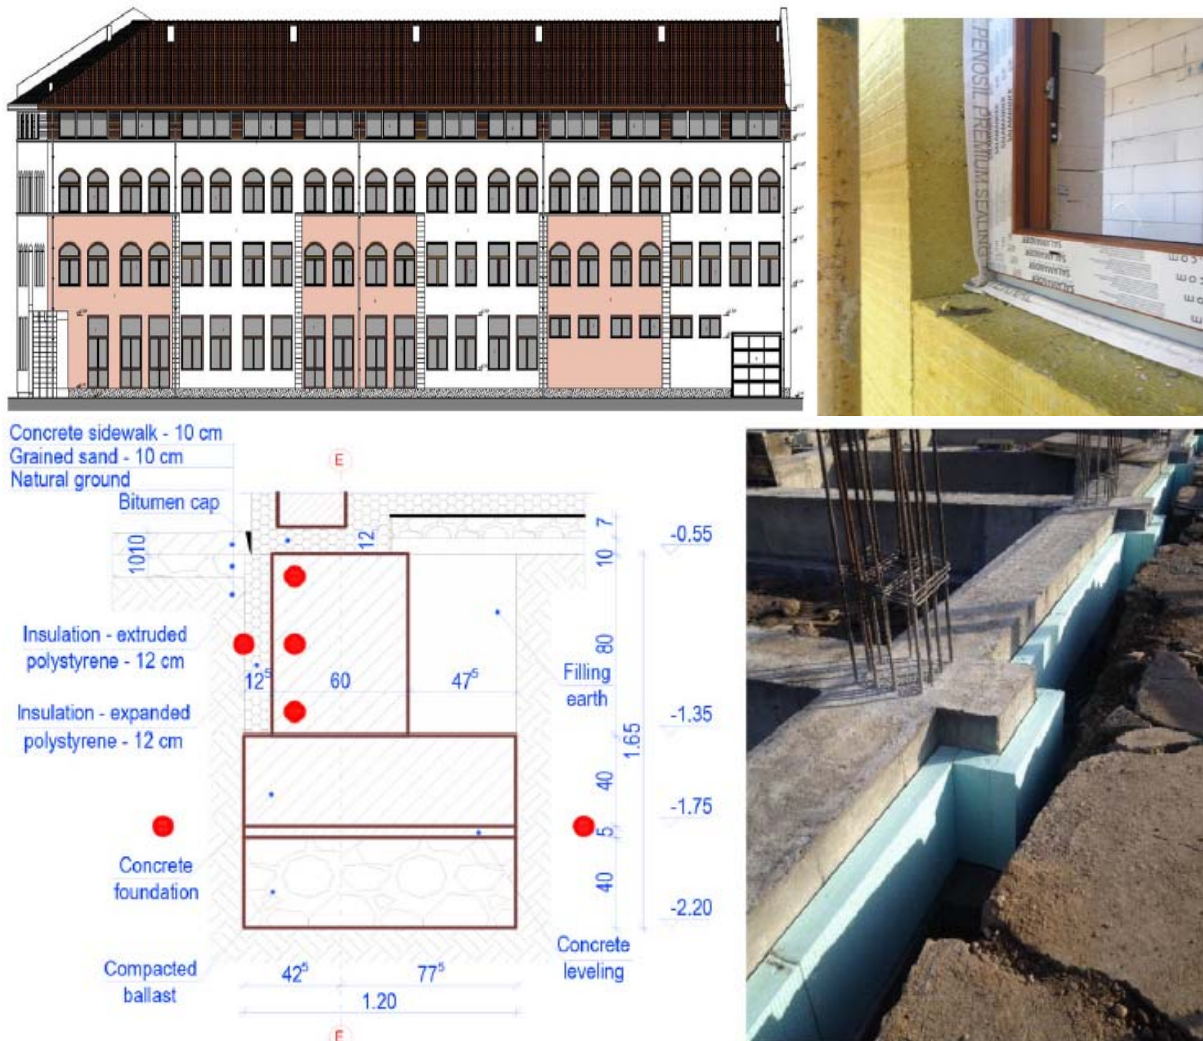 PENOSIL PREMIUM SEALING
SALAMANDER
SALAMANDER
Concrete sidewalk - 10 cm
Grained sand - 10 cm
Natural ground
Bitumen cap
E
1010
12
7
10
-0.55
Insulation - extruded
polystyrene - 12 cm
12⁵
60
47⁵
80
Filling
earth
Insulation - expanded
polystyrene - 12 cm
-1.35
1.65
40
-1.75
5
Concrete
foundation
40
-2.20
Compacted
ballast
42⁵
77⁵
Concrete
leveling
1.20
E